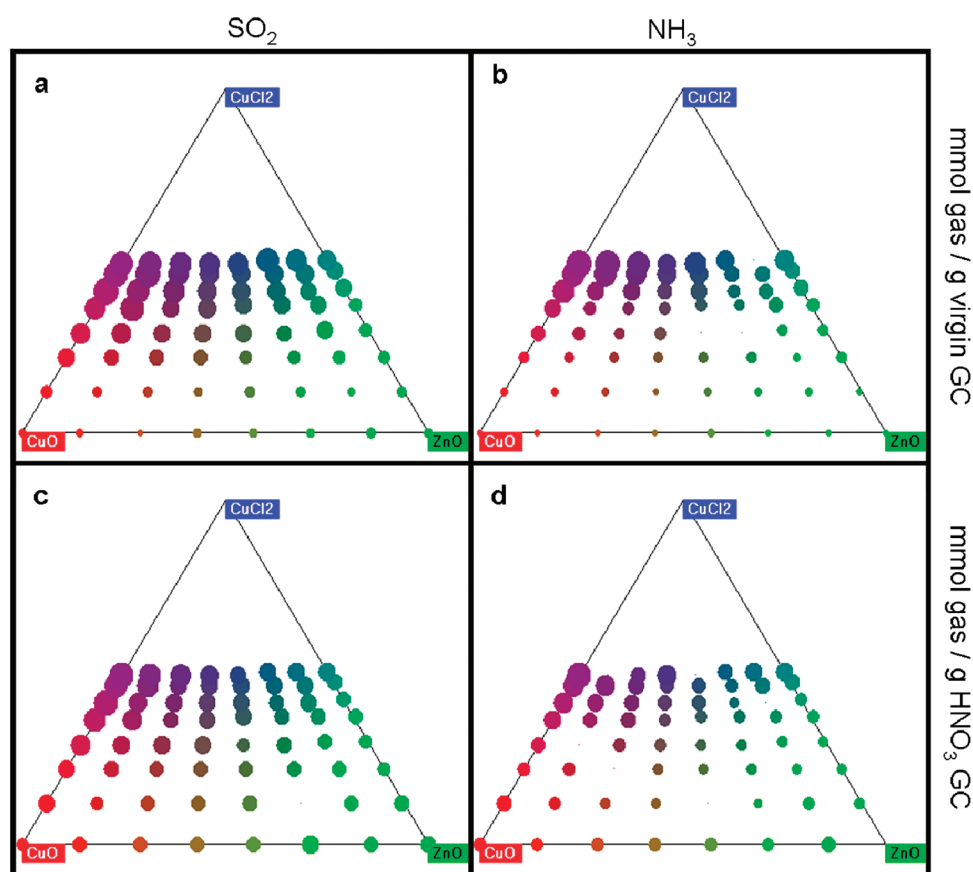 SO₂
NH₃
a
CuCl2
CuO
ZnO
b
CuCl2
CuO
ZnO
mmol gas / g virgin GC
c
CuCl2
CuO
ZnO
d
CuCl2
CuO
ZnO
mmol gas / g HNO₃ GC